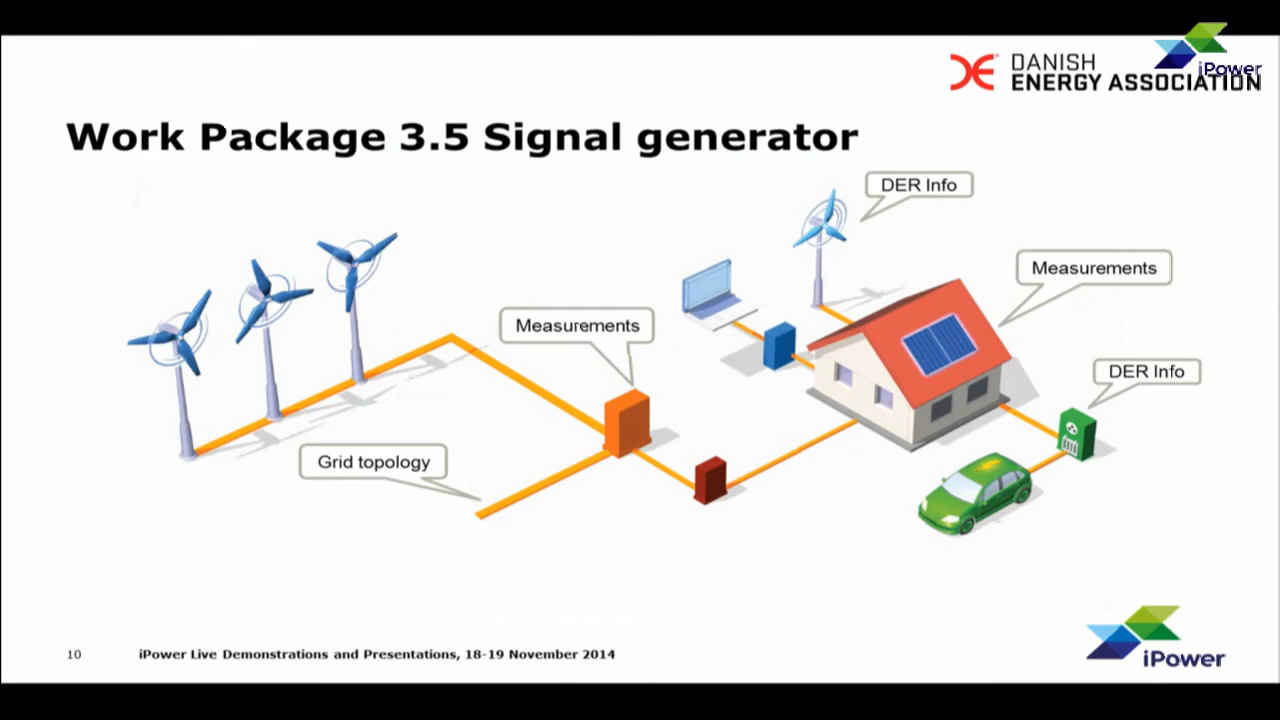 DANISH
ENERGY ASSOCIATION
iPower
Work Package 3.5 Signal generator
DER Info
Measurements
Measurements
DER Info
Grid topology
10
iPower Live Demonstrations and Presentations, 18-19 November 2014
iPower